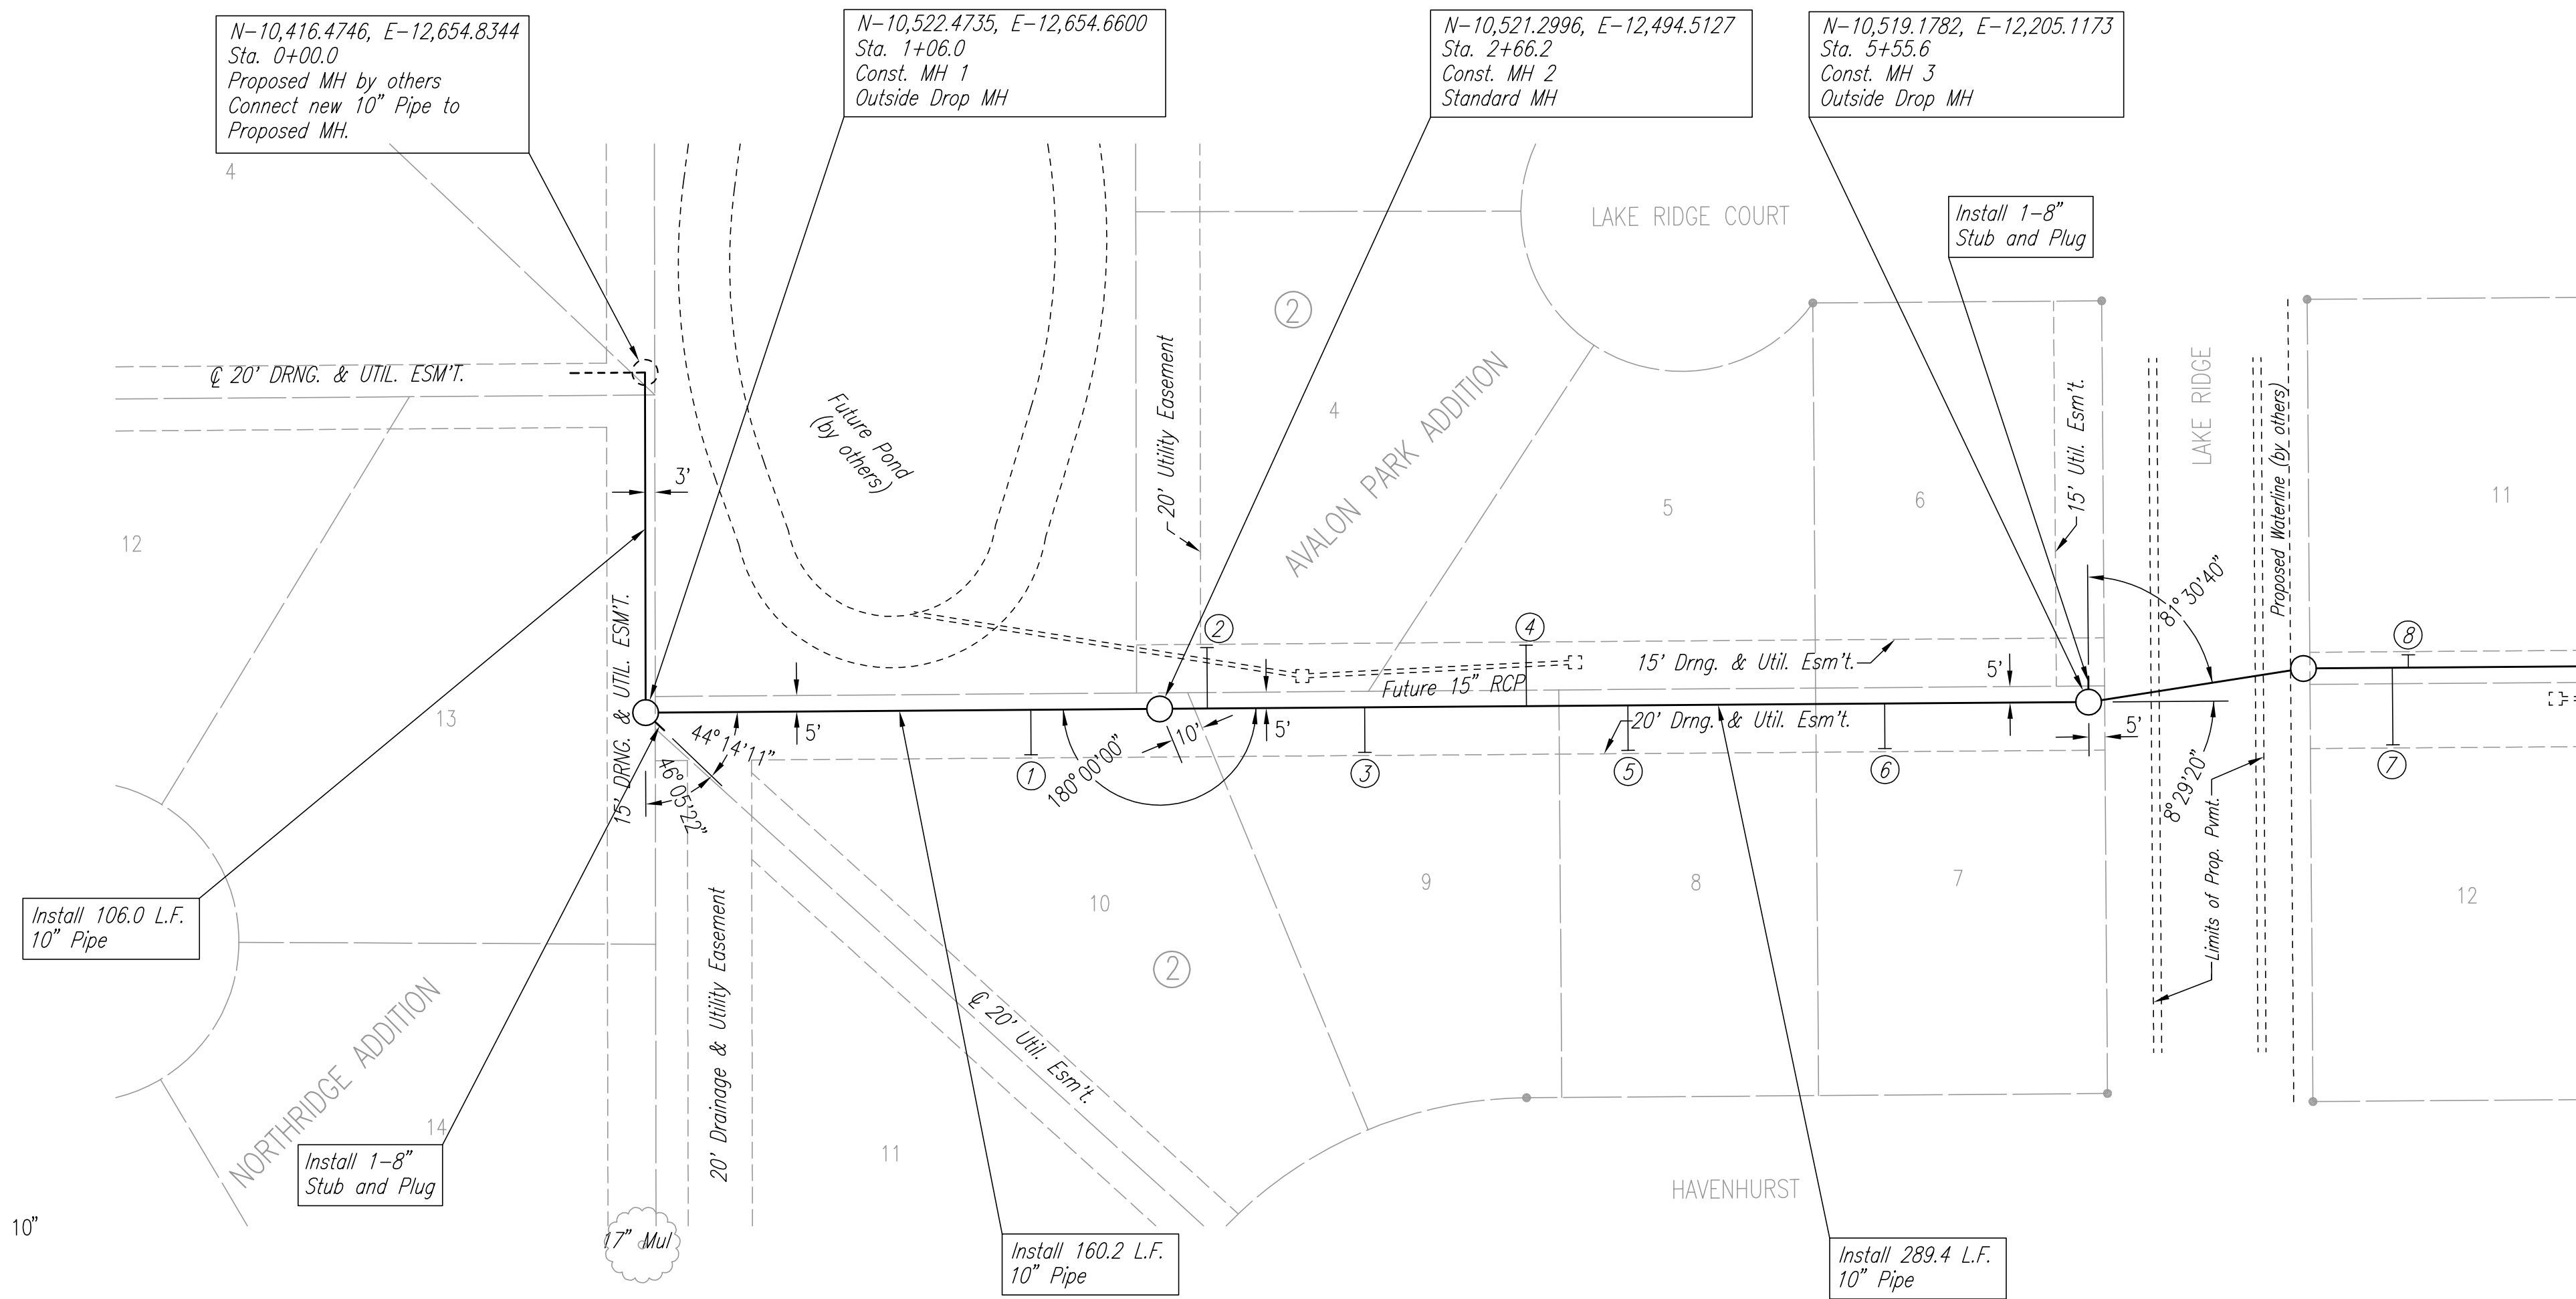 N-10,416.4746, E-12,654.8344
Sta. 0+00.0
Proposed MH by others
Connect new 10" Pipe to
Proposed MH.
N-10,522.4735, E-12,654.6600
Sta. 1+06.0
Const. MH 1
Outside Drop MH
N-10,521.2996, E-12,494.5127
Sta. 2+66.2
Const. MH 2
Standard MH
N-10,519.1782, E-12,205.1173
Sta. 5+55.6
Const. MH 3
Outside Drop MH
4
LAKE RIDGE COURT
Install 1-8"
Stub and Plug
2
℄ 20' DRNG. & UTIL. ESM'T.
Future Pond
(by others)
20' Utility Easement
4
AVALON PARK ADDITION
5
6
15' Util. Esm't.
LAKE RIDGE
Proposed Waterline (by others)
11
3'
12
81°30'40"
15' DRNG. & UTIL. ESM'T.
2
4
8
15' Drng. & Util. Esm't.
Future 15" RCP
5'
13
5'
10'
5'
20' Drng. & Util. Esm't.
5'
44°14'11"
46°05'22"
180°00'00"
1
3
5
6
7
8°29'20"
Limits of Prop. Pvmt.
Install 106.0 L.F.
10" Pipe
20' Drainage & Utility Easement
10
9
8
7
12
2
NORTHRIDGE ADDITION
℄ 20' Util. Esm't.
14
11
Install 1-8"
Stub and Plug
HAVENHURST
10"
17" Mul
Install 160.2 L.F.
10" Pipe
Install 289.4 L.F.
10" Pipe